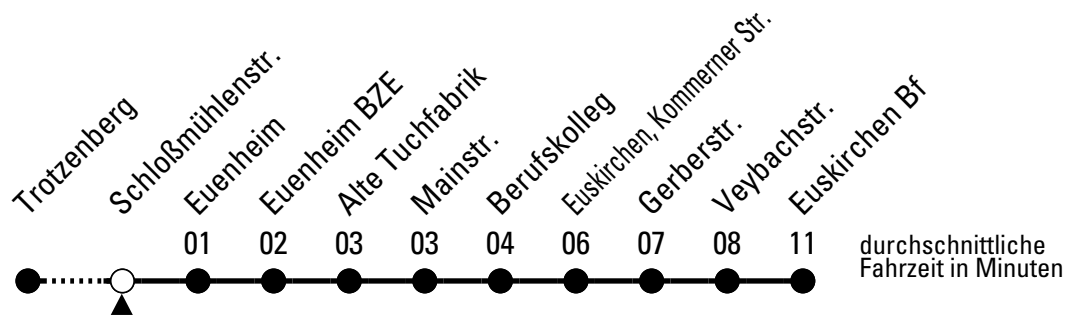 Trotzenberg
Schloßmühlenstr.
Euenheim
Euenheim BZE
Alte Tuchfabrik
Mainstr.
Berufskolleg
Euskirchen, Kommerner Str.
Gerberstr.
Veybachstr.
Euskirchen Bf
01 02 03 03 04 06 07 08 11
durchschnittliche
Fahrzeit in Minuten